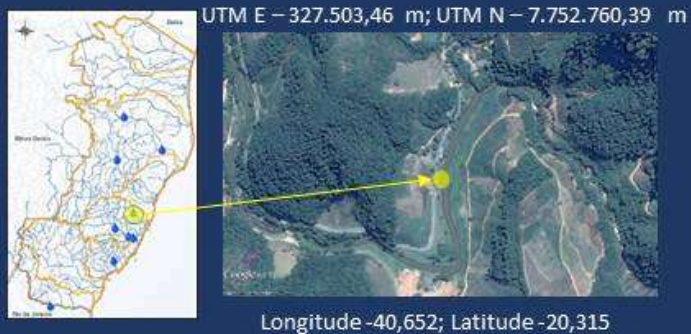 UTM E – 327.503,46 m; UTM N – 7.752.760,39 m
Bahia
Minas Gerais
Rio de Janeiro
Google
Longitude -40,652; Latitude -20,315